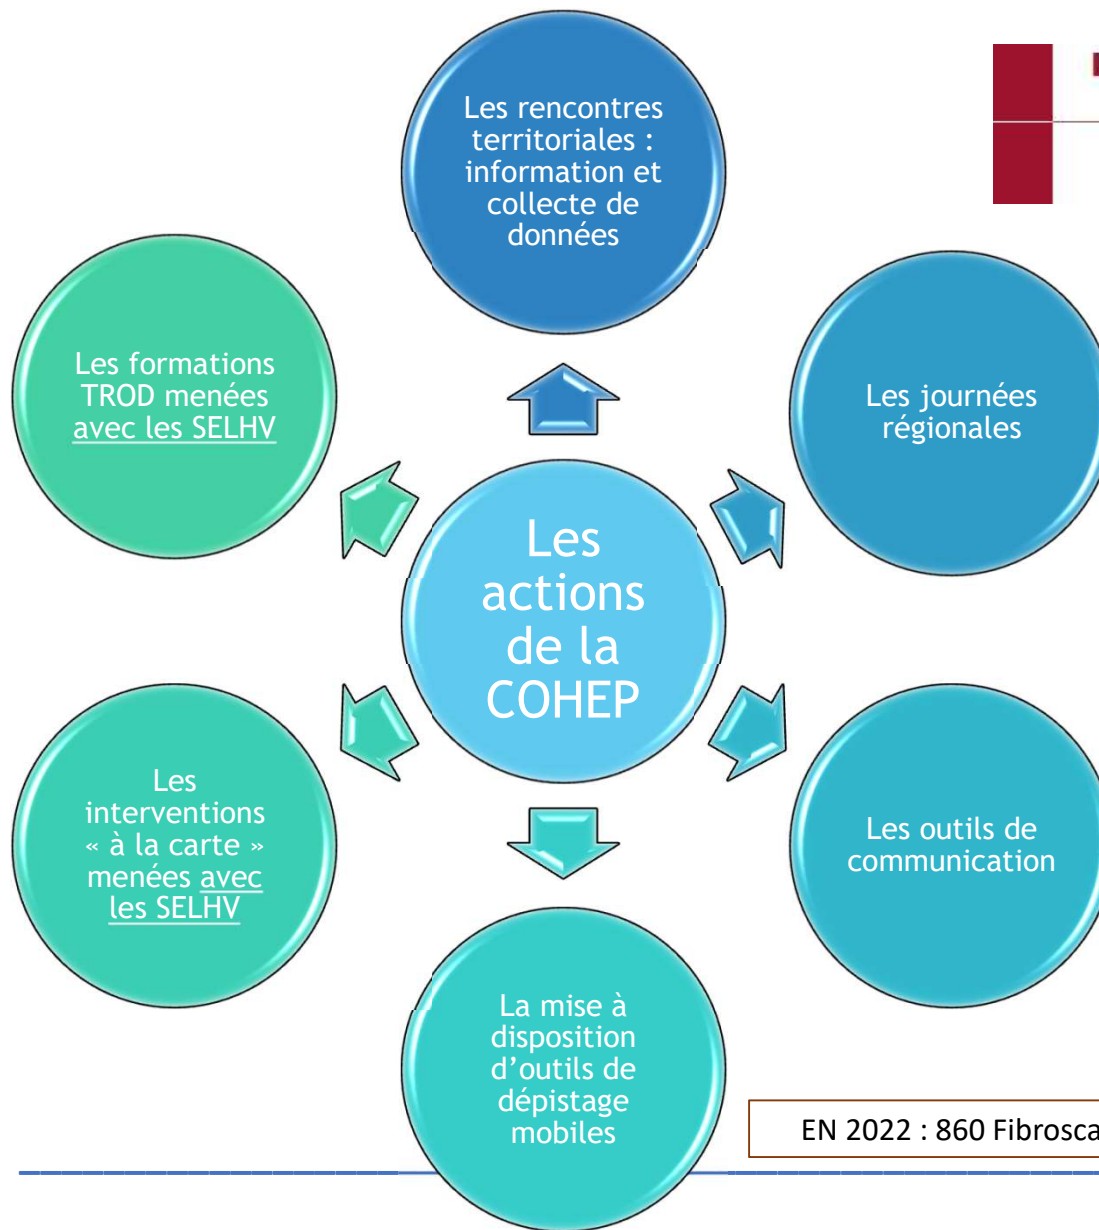 Les rencontres
territoriales :
information et
collecte de
données
Les formations
TROD menées
avec les SELHV
Les journées
régionales
Les
actions
de la
COHEP
Les
interventions
« à la carte »
menées avec
les SELHV
Les outils de
communication
La mise à
disposition
d’outils de
dépistage
mobiles
EN 2022 : 860 Fibrosca